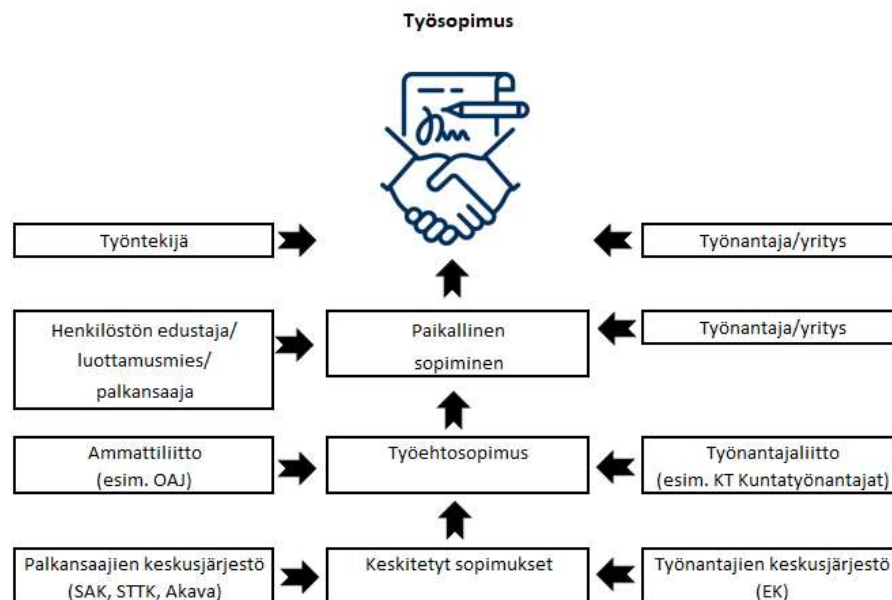 Työsopimus
Työntekijä
Työnantaja/yritys
Henkilöstön edustaja/
luottamusmies/
palkansaaja
Paikallinen
sopiminen
Työnantaja/yritys
Ammattiliitto
(esim. OAJ)
Työehtosopimus
Työnantajaliitto
(esim. KT Kuntatyönantajat)
Palkansaajien keskusjärjestö
(SAK, STTK, Akava)
Keskitetyt sopimukset
Työnantajien keskusjärjestö
(EK)